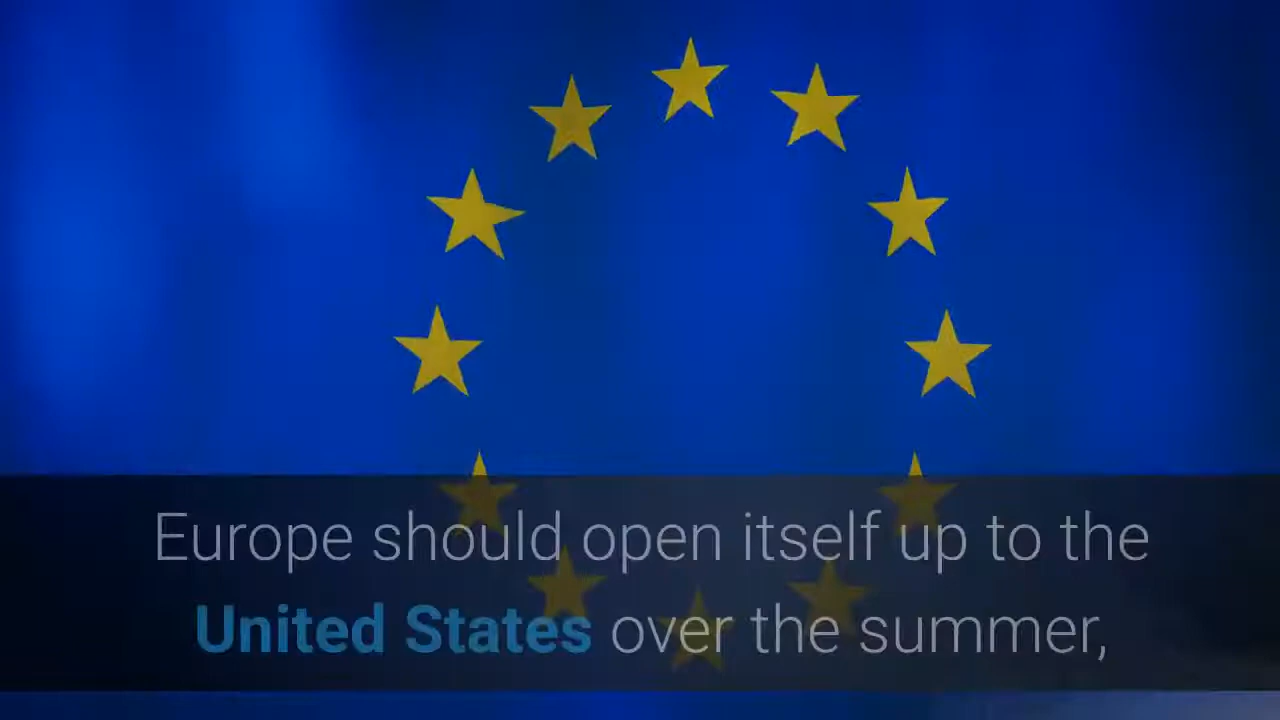 Europe should open itself up to the
United States over the summer,